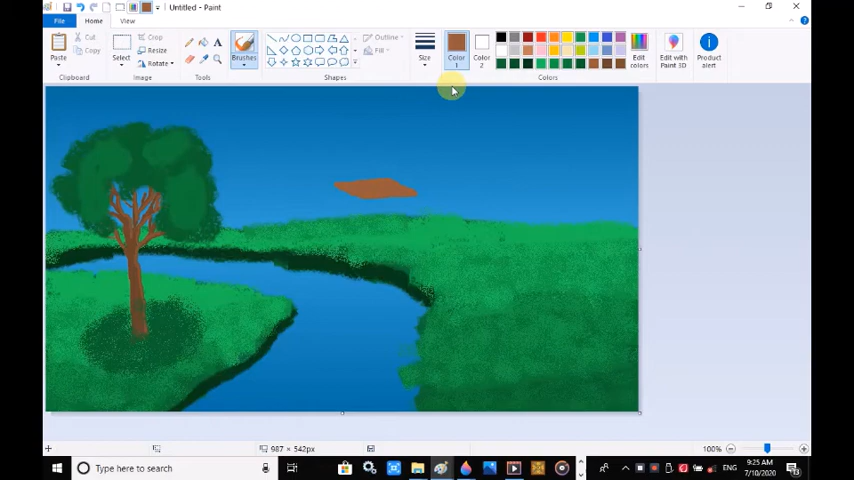 Untitled - Paint
File
Home
View
Paste
Cut
Copy
Clipboard
Select
Crop
Resize
Rotate
Image
A
Tools
Brushes
Outline
Fill
Shapes
Size
Color
1
Color
2
Edit
colors
Colors
Edit with
Paint 3D
Product
alert
987 × 542px
100%
Type here to search
ENG
9:25 AM
7/10/2020